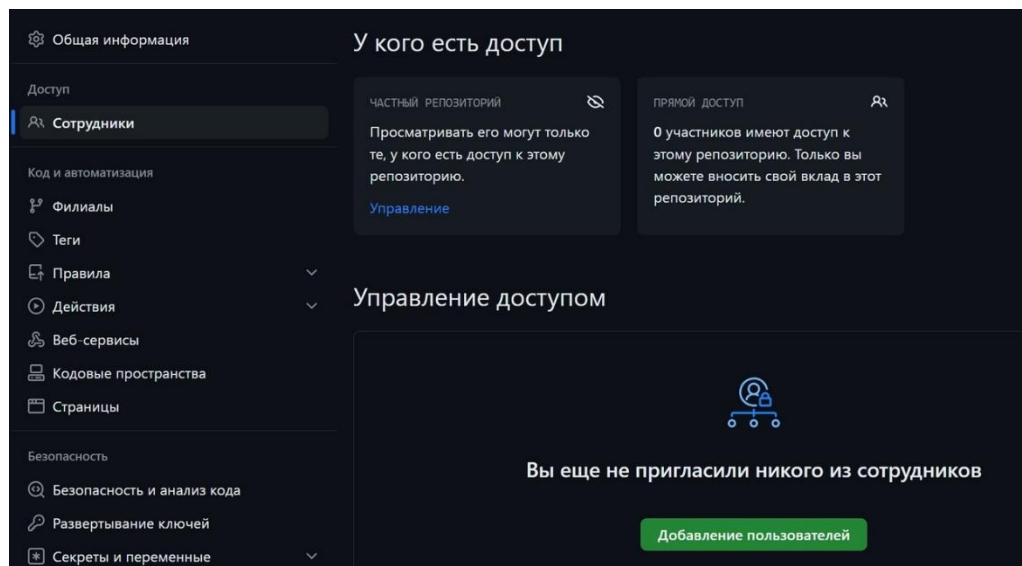 Общая информация
Доступ
Сотрудники
Код и автоматизация
Филиалы
Теги
Правила
Действия
Веб-сервисы
Кодовые пространства
Страницы
Безопасность
Безопасность и анализ кода
Развертывание ключей
Секреты и переменные
У кого есть доступ
ЧАСТНЫЙ РЕПОЗИТОРИЙ
Просматривать его могут только
те, у кого есть доступ к этому
репозиторию.
Управление
ПРЯМОЙ ДОСТУП
0 участников имеют доступ к
этому репозиторию. Только вы
можете вносить свой вклад в этот
репозиторий.
Управление доступом
Вы еще не пригласили никого из сотрудников
Добавление пользователей